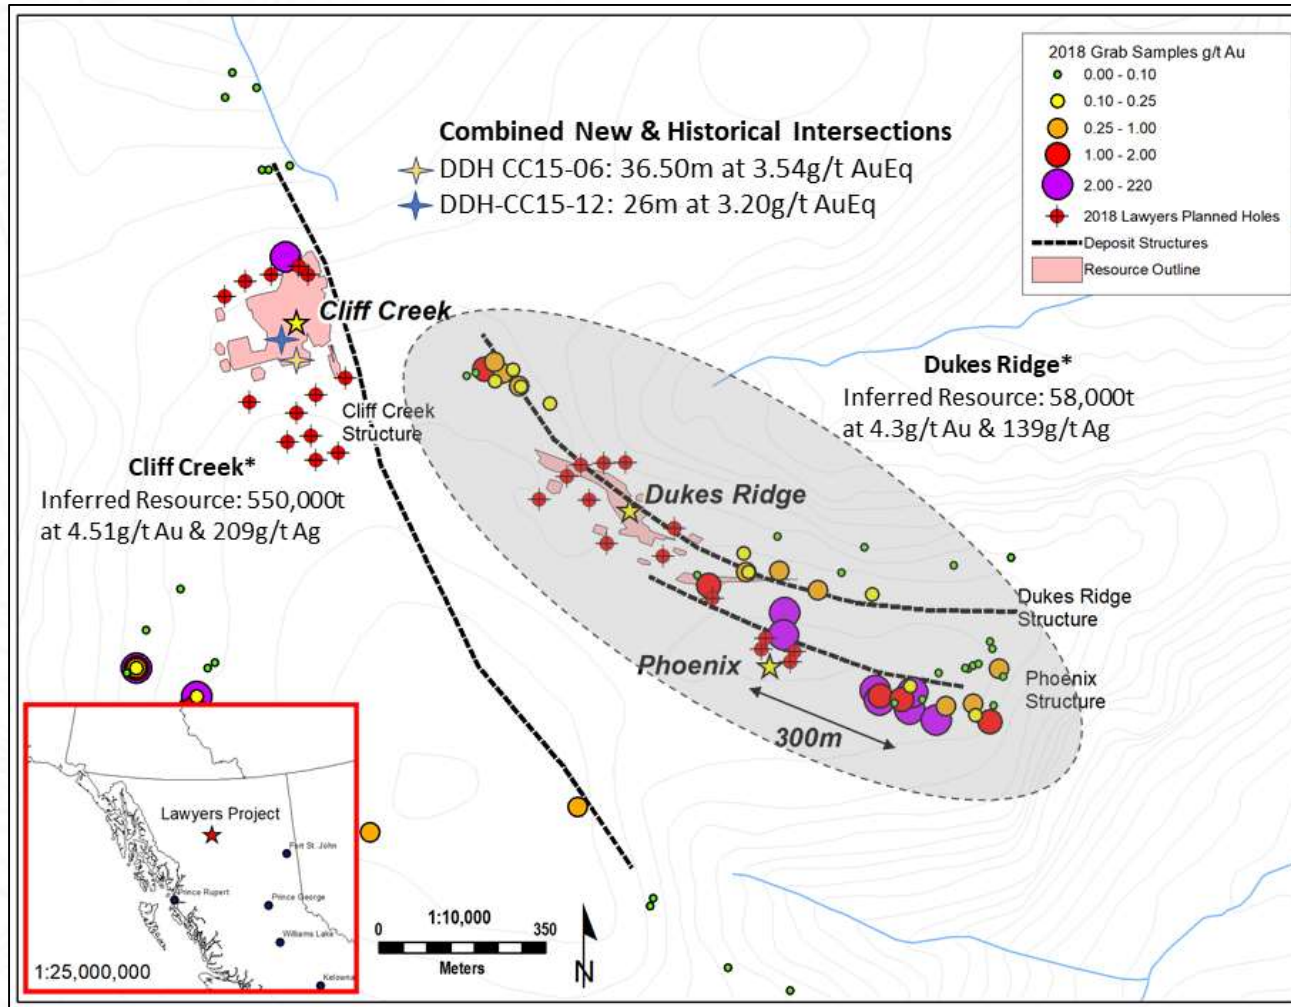 2018 Grab Samples g/t Au
0.00 - 0.10
0.10 - 0.25
0.25 - 1.00
1.00 - 2.00
2.00 - 220
2018 Lawyers Planned Holes
Deposit Structures
Resource Outline
Combined New & Historical Intersections
DDH CC15-06: 36.50m at 3.54g/t AuEq
DDH-CC15-12: 26m at 3.20g/t AuEq
Cliff Creek
Cliff Creek
Structure
Cliff Creek*
Inferred Resource: 550,000t
at 4.51g/t Au & 209g/t Ag
Dukes Ridge*
Inferred Resource: 58,000t
at 4.3g/t Au & 139g/t Ag
Dukes Ridge
Dukes Ridge
Structure
Phoenix
Phoenix
Structure
300m
Lawyers Project
Fort St. John
Prince Rupert
Prince George
Williams Lake
Kelowna
1:25,000,000
1:10,000
0 350
Meters
N